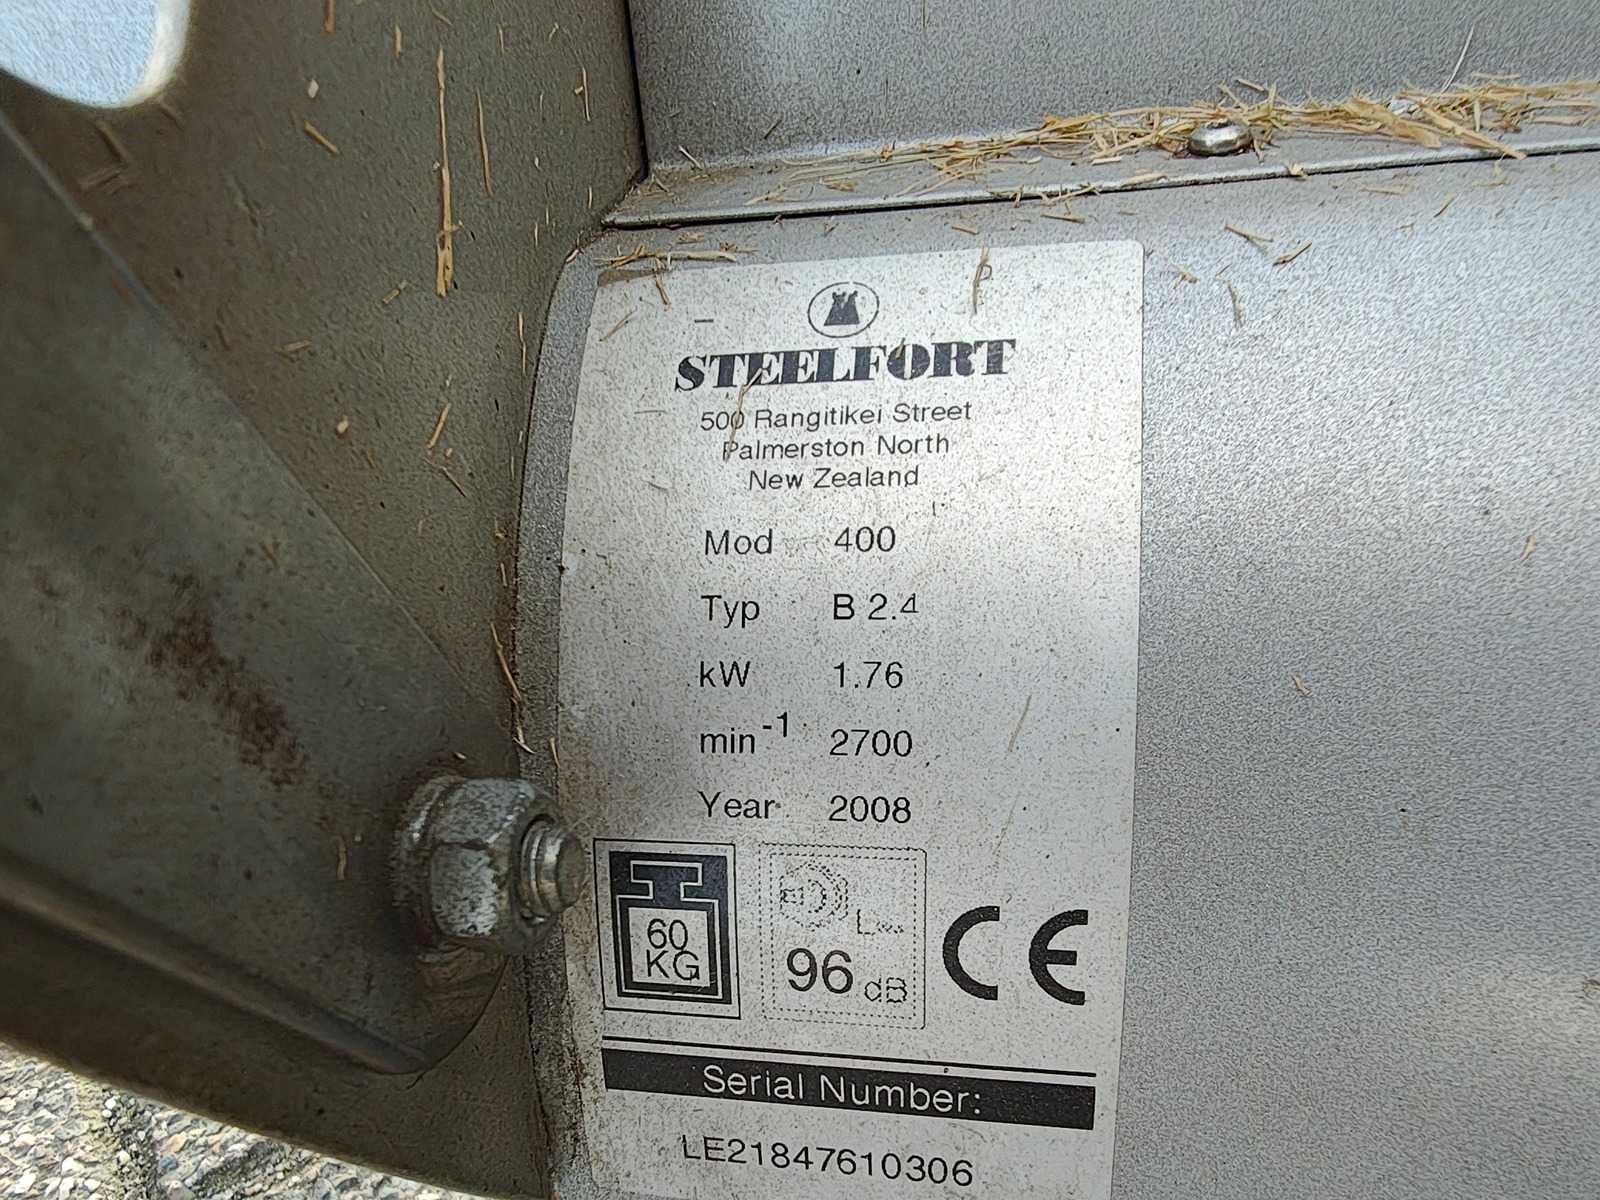 STEELFORT
500 Rangitikei Street
Palmerston North
New Zealand
Mod 400
Typ B 2.4
kW 1.76
min-1 2700
Year 2008
60
KG
96 dB
CE
Serial Number:
LE21847610306